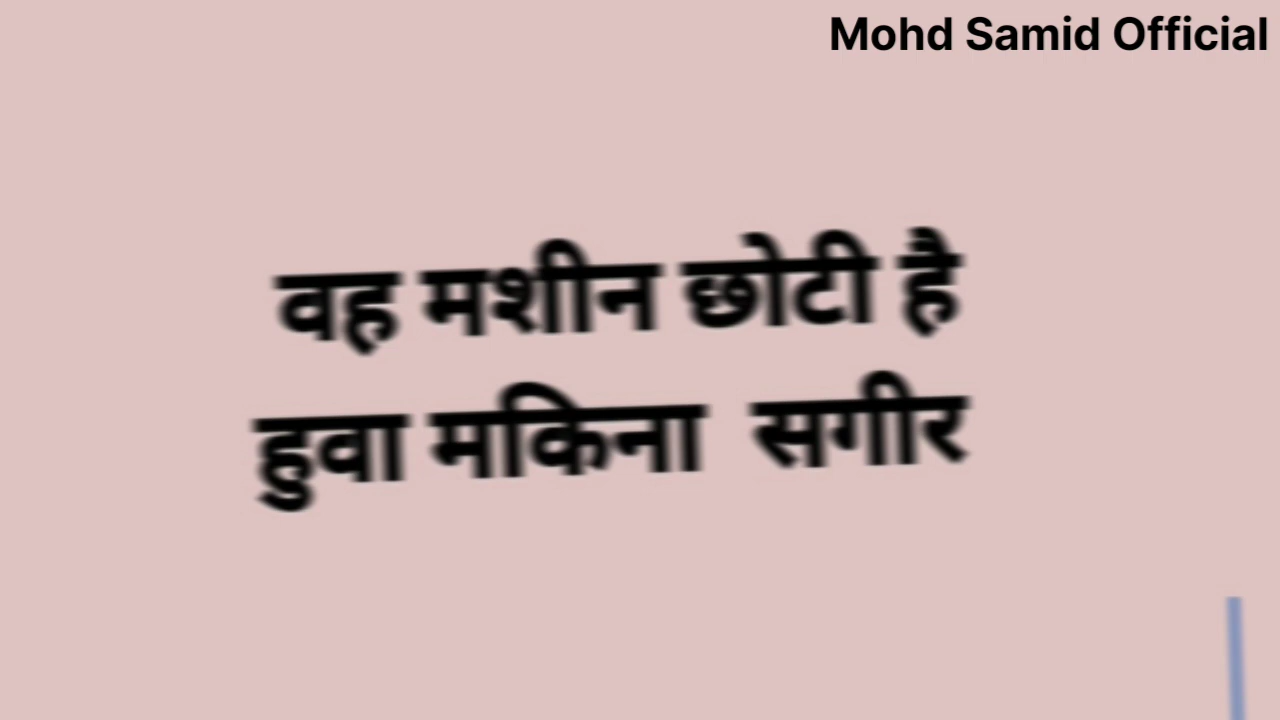 Mohd Samid Official
वह मशीन छोटी है
हुवा मकिना सगीर